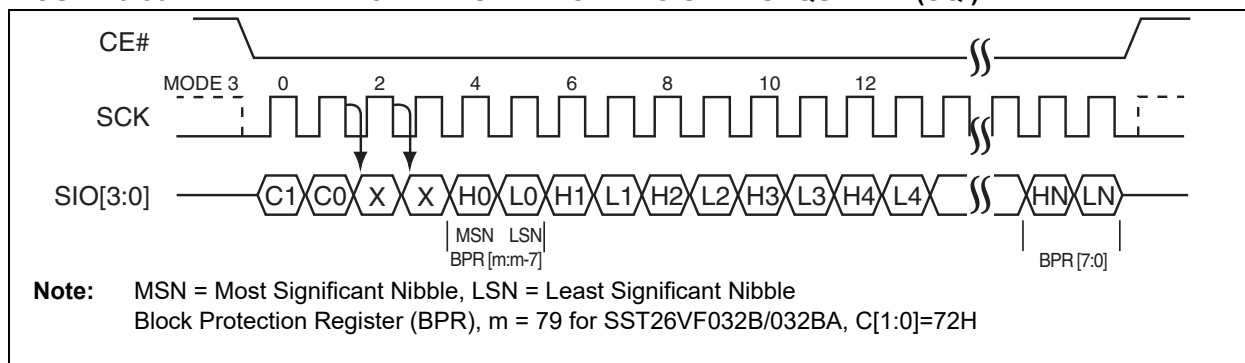 CE#
MODE 3 0 2 4 6 8 10 12
SCK
SIO[3:0] C1 C0 X X H0 L0 H1 L1 H2 L2 H3 L3 H4 L4 HN LN
MSN LSN
BPR [m:m-7] BPR [7:0]
Note: MSN = Most Significant Nibble, LSN = Least Significant Nibble
Block Protection Register (BPR), m = 79 for SST26VF032B/032BA, C[1:0]=72H